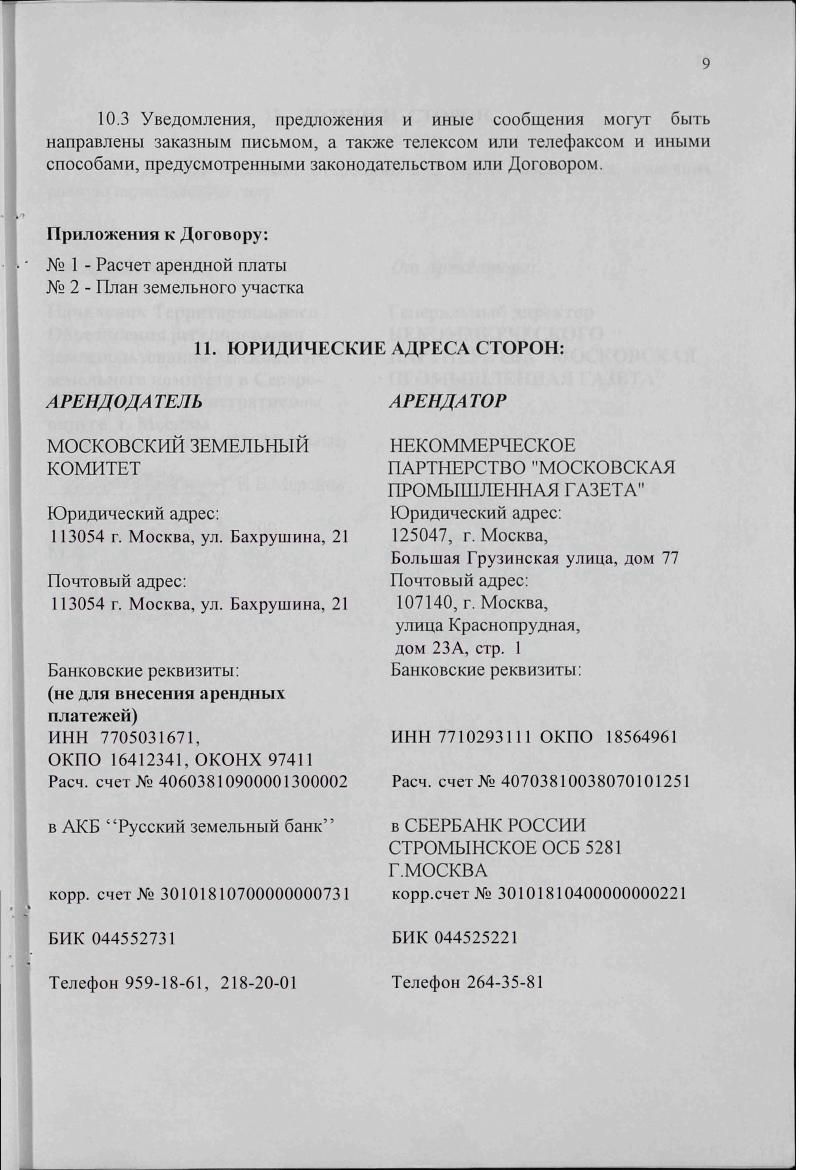 9
10.3 Уведомления, предложения и иные сообщения могут быть
направлены заказным письмом, а также телексом или телефаксом и иными
способами, предусмотренными законодательством или Договором.
Приложения к Договору:
№ 1 - Расчет арендной платы
№ 2 - План земельного участка
11. ЮРИДИЧЕСКИЕ АДРЕСА СТОРОН:
АРЕНДОДАТЕЛЬ
МОСКОВСКИЙ ЗЕМЕЛЬНЫЙ
КОМИТЕТ
Юридический адрес:
113054 г. Москва, ул. Бахрушина, 21
Почтовый адрес:
113054 г. Москва, ул. Бахрушина, 21
Банковские реквизиты:
(не для внесения арендных
платежей)
ИНН 7705031671,
ОКПО 16412341, ОКОНХ 97411
Расч. счет № 40603810900001300002
в АКБ ‘‘Русский земельный банк’’
корр. счет № 30101810700000000731
БИК 044552731
Телефон 959-18-61, 218-20-01
АРЕНДАТОР
НЕКОММЕРЧЕСКОЕ
ПАРТНЕРСТВО "МОСКОВСКАЯ
ПРОМЫШЛЕННАЯ ГАЗЕТА"
Юридический адрес:
125047, г. Москва,
Большая Грузинская улица, дом 77
Почтовый адрес:
107140, г. Москва,
улица Краснопрудная,
дом 23А, стр. 1
Банковские реквизиты:
ИНН 7710293111 ОКПО 18564961
Расч. счет № 40703810038070101251
в СБЕРБАНК РОССИИ
СТРОМЫНСКОЕ ОСБ 5281
Г.МОСКВА
корр.счет № 30101810400000000221
БИК 044525221
Телефон 264-35-81